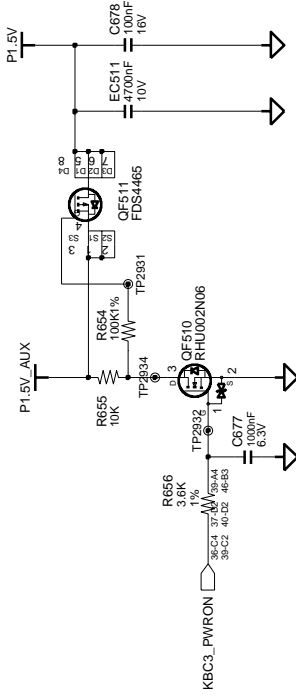 P1.5V
C678
100nF
16V
EC511
4700nF
10V
D4
8
D1
5
D2
6
D3
7
4
QF511
FDS4465
S3
3
S1
1
S2
2
TP2931
P1.5V_AUX
R654
100K1%
R655
10K
TP2934
QF510
RHU002N06
D
3
G
1
S
2
TP2932
C677
1000nF
6.3V
R656
3.6K
1%
36-C4 37-D2 39-A4
39-C2 40-D2 46-B3
KBC3_PWRON